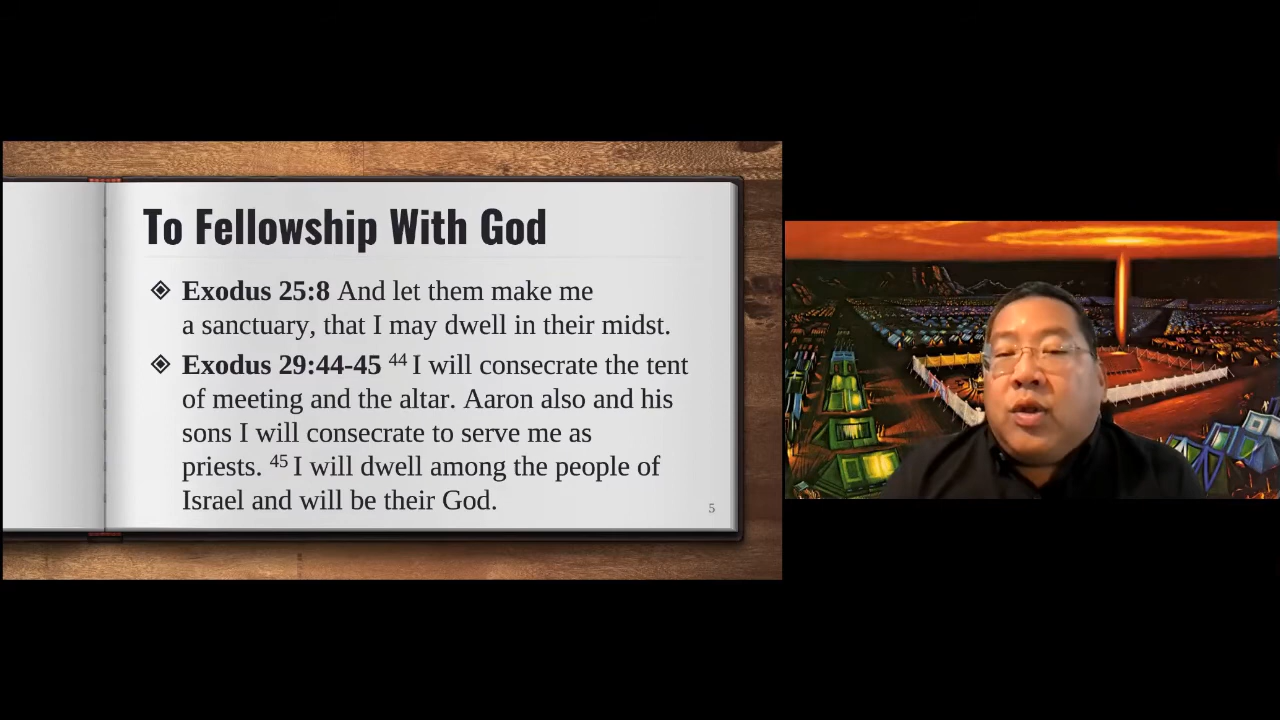 To Fellowship With God
Exodus 25:8 And let them make me
a sanctuary, that I may dwell in their midst.
Exodus 29:44-45 44 I will consecrate the tent
of meeting and the altar. Aaron also and his
sons I will consecrate to serve me as
priests. 45 I will dwell among the people of
Israel and will be their God.
5